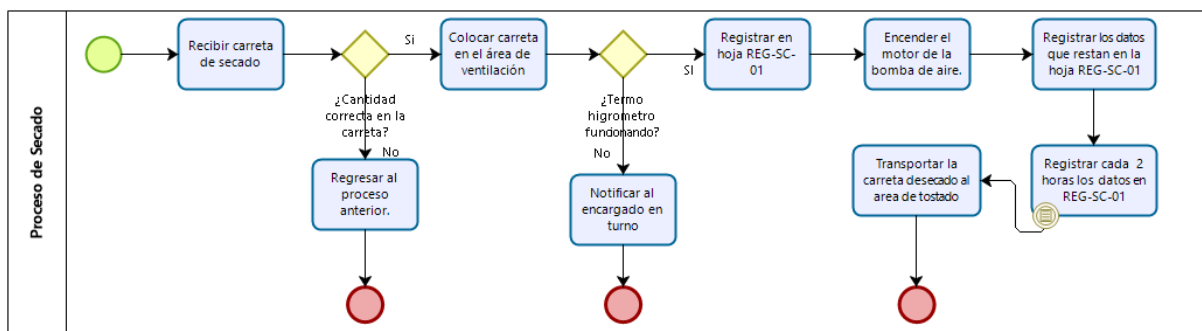 Proceso de Secado
Recibir carreta
de secado
¿Cantidad
correcta en la
carreta?
Si
No
Regresar al
proceso
anterior.
Colocar carreta
en el área de
ventilación
¿Termo
higrometro
funcionando?
SI
No
Notificar al
encargado en
turno
Registrar en
hoja REG-SC-
01
Encender el
motor de la
bomba de aire.
Registrar los datos
que restan en la
hoja REG-SC-01
Registrar cada 2
horas los datos en
REG-SC-01
Transportar la
carreta desecado al
area de tostado